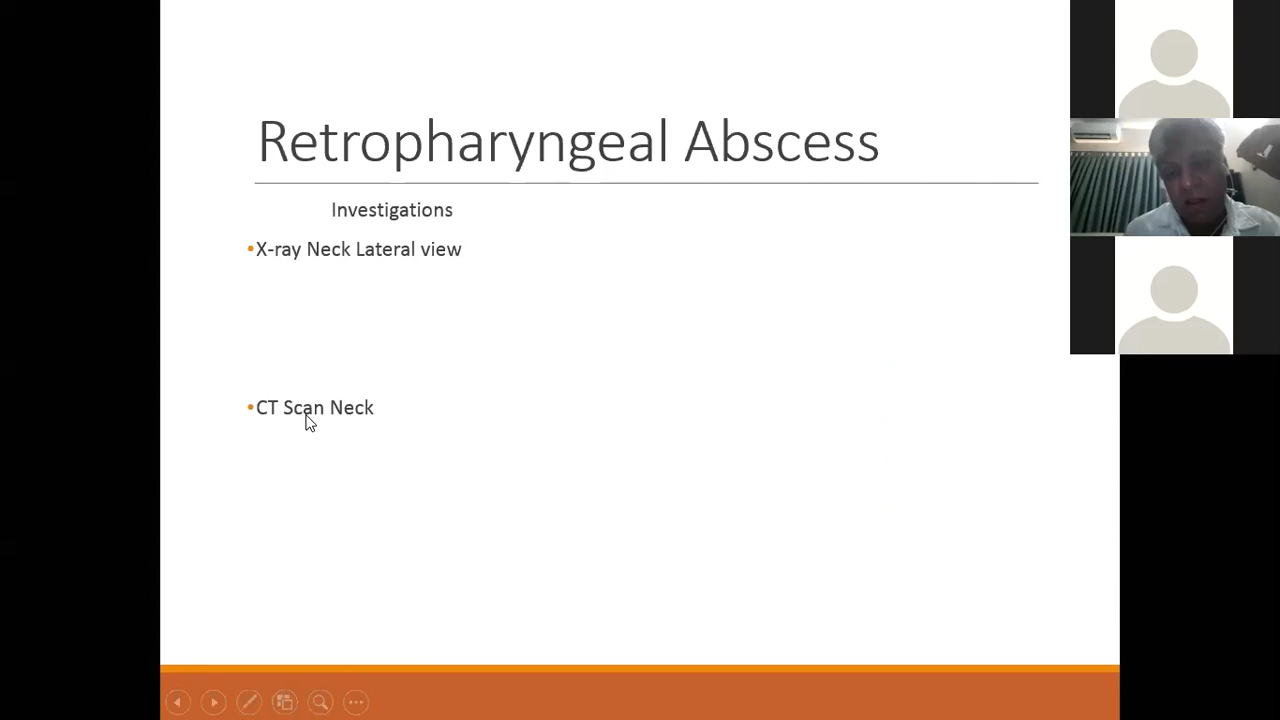 Retropharyngeal Abscess
Investigations
•X-ray Neck Lateral view
•CT Scan Neck